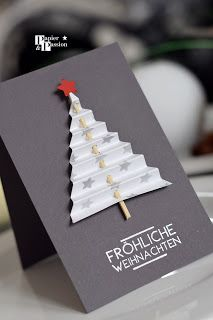 Papier ★
& Passion
FRÖHLICHE
WEIHNACHTEN